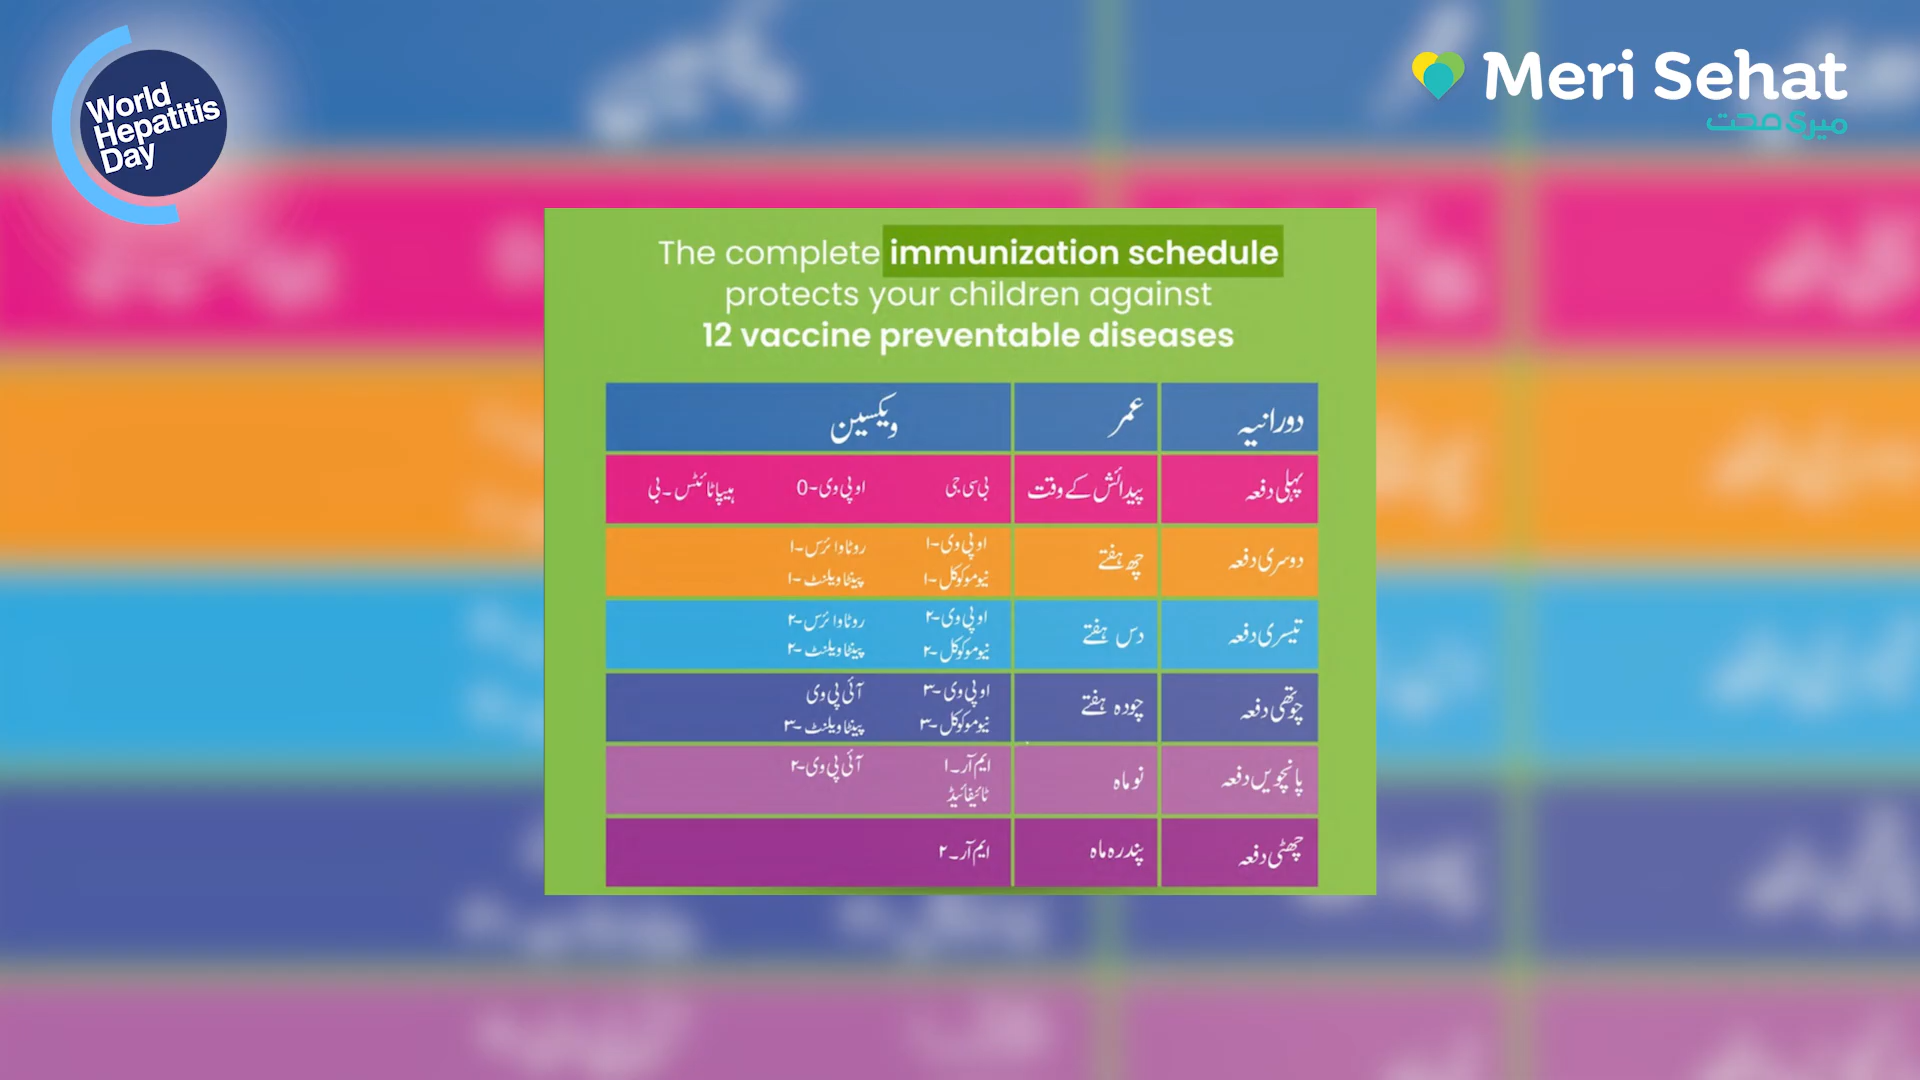 World
Hepatitis
Day
Meri Sehat
میری صحت
The complete immunization schedule
protects your children against
12 vaccine preventable diseases
دورانیہ عمر ویکسین
پہلی دفعہ پیدائش کے وقت بی سی جی او پی وی-0 ہیپاٹائٹس-بی
دوسری دفعہ چھ ہفتے او پی وی-۱ روٹا وائرس-۱
نیوموکوکل-۱ پینٹاویلنٹ-۱
تیسری دفعہ دس ہفتے او پی وی-۲ روٹا وائرس-۲
نیوموکوکل-۲ پینٹاویلنٹ-۲
چوتھی دفعہ چودہ ہفتے او پی وی-۳ آئی پی وی
نیوموکوکل-۳ پینٹاویلنٹ-۳
پانچویں دفعہ نو ماہ ایم آر-۱ آئی پی وی-۲
ٹائیفائیڈ
چھٹی دفعہ پندرہ ماہ ایم آر-۲